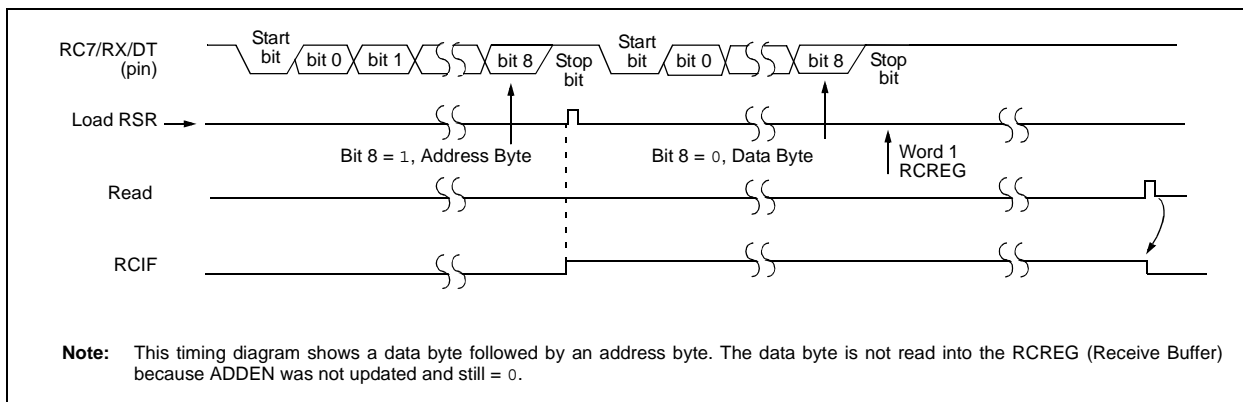 RC7/RX/DT
(pin)
Start
bit
bit 0
bit 1
bit 8
Stop
bit
Start
bit
bit 0
bit 8
Stop
bit
Load RSR
Bit 8 = 1, Address Byte
Bit 8 = 0, Data Byte
Word 1
RCREG
Read
RCIF
Note: This timing diagram shows a data byte followed by an address byte. The data byte is not read into the RCREG (Receive Buffer)
because ADDEN was not updated and still = 0.